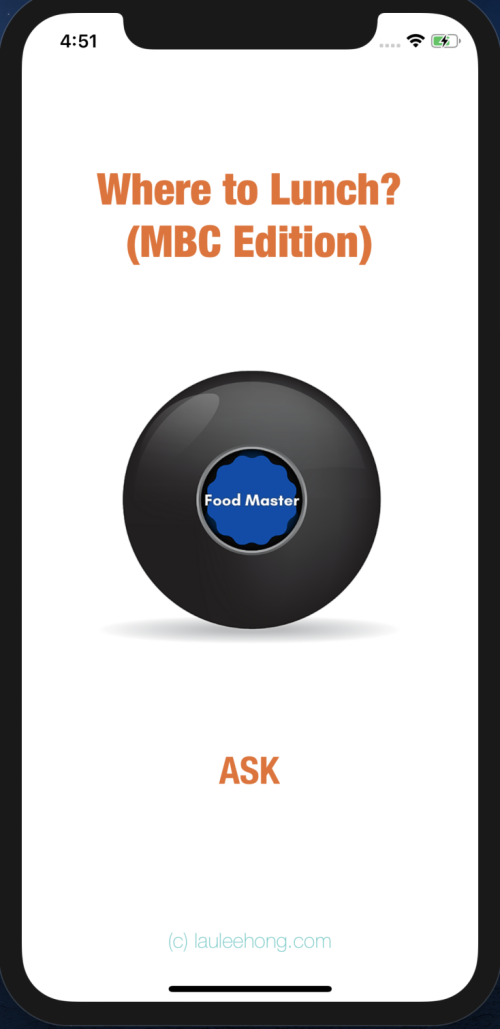 4:51
Where to Lunch?
(MBC Edition)
Food Master
ASK
(c) lauleehong.com